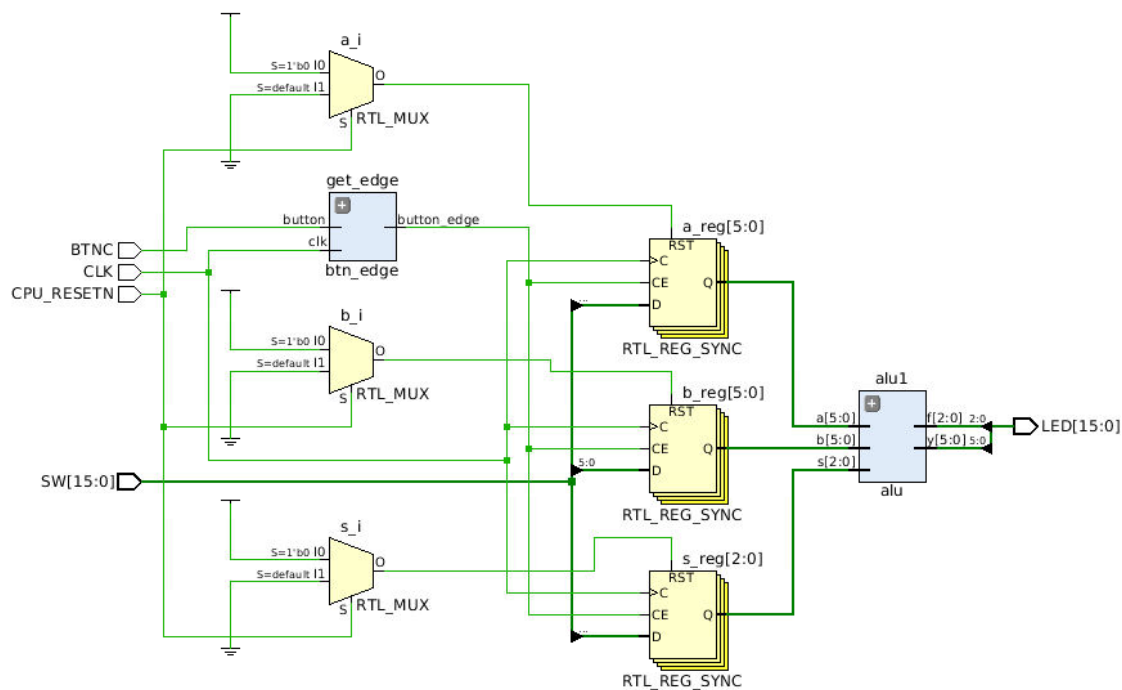 a_i
S=1'b0 I0
S=default I1
O
S
RTL_MUX
get_edge
button
button_edge
clk
btn_edge
BTNC
CLK
CPU_RESETN
a_reg[5:0]
RST
C
CE
Q
D
...
RTL_REG_SYNC
b_i
S=1'b0 I0
S=default I1
O
S
RTL_MUX
b_reg[5:0]
RST
C
CE
Q
5:0
D
RTL_REG_SYNC
alu1
a[5:0]
f[2:0]
2:0
b[5:0]
y[5:0]
5:0
s[2:0]
alu
LED[15:0]
SW[15:0]
s_i
S=1'b0 I0
S=default I1
O
S
RTL_MUX
s_reg[2:0]
RST
C
CE
Q
...
D
RTL_REG_SYNC